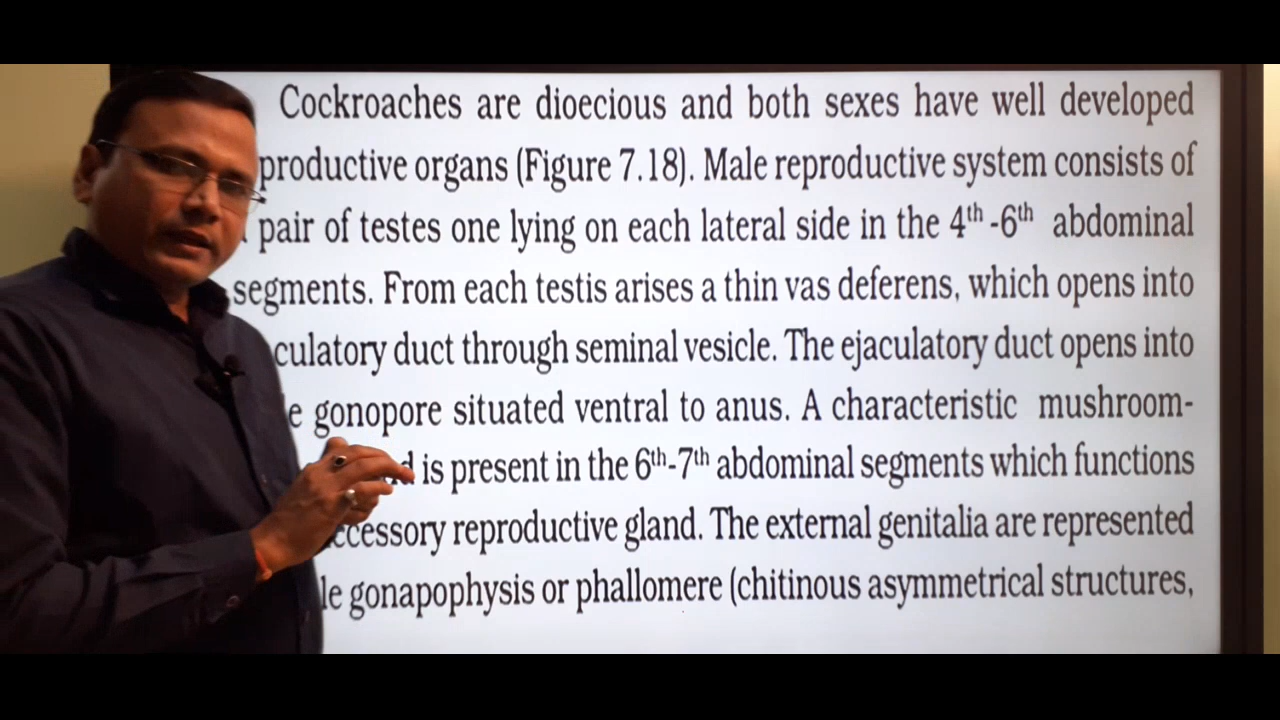 Cockroaches are dioecious and both sexes have well developed
productive organs (Figure 7.18). Male reproductive system consists of
pair of testes one lying on each lateral side in the 4th -6th abdominal
segments. From each testis arises a thin vas deferens, which opens into
culatory duct through seminal vesicle. The ejaculatory duct opens into
e gonopore situated ventral to anus. A characteristic mushroom-
d is present in the 6th-7th abdominal segments which functions
ecessory reproductive gland. The external genitalia are represented
le gonapophysis or phallomere (chitinous asymmetrical structures,